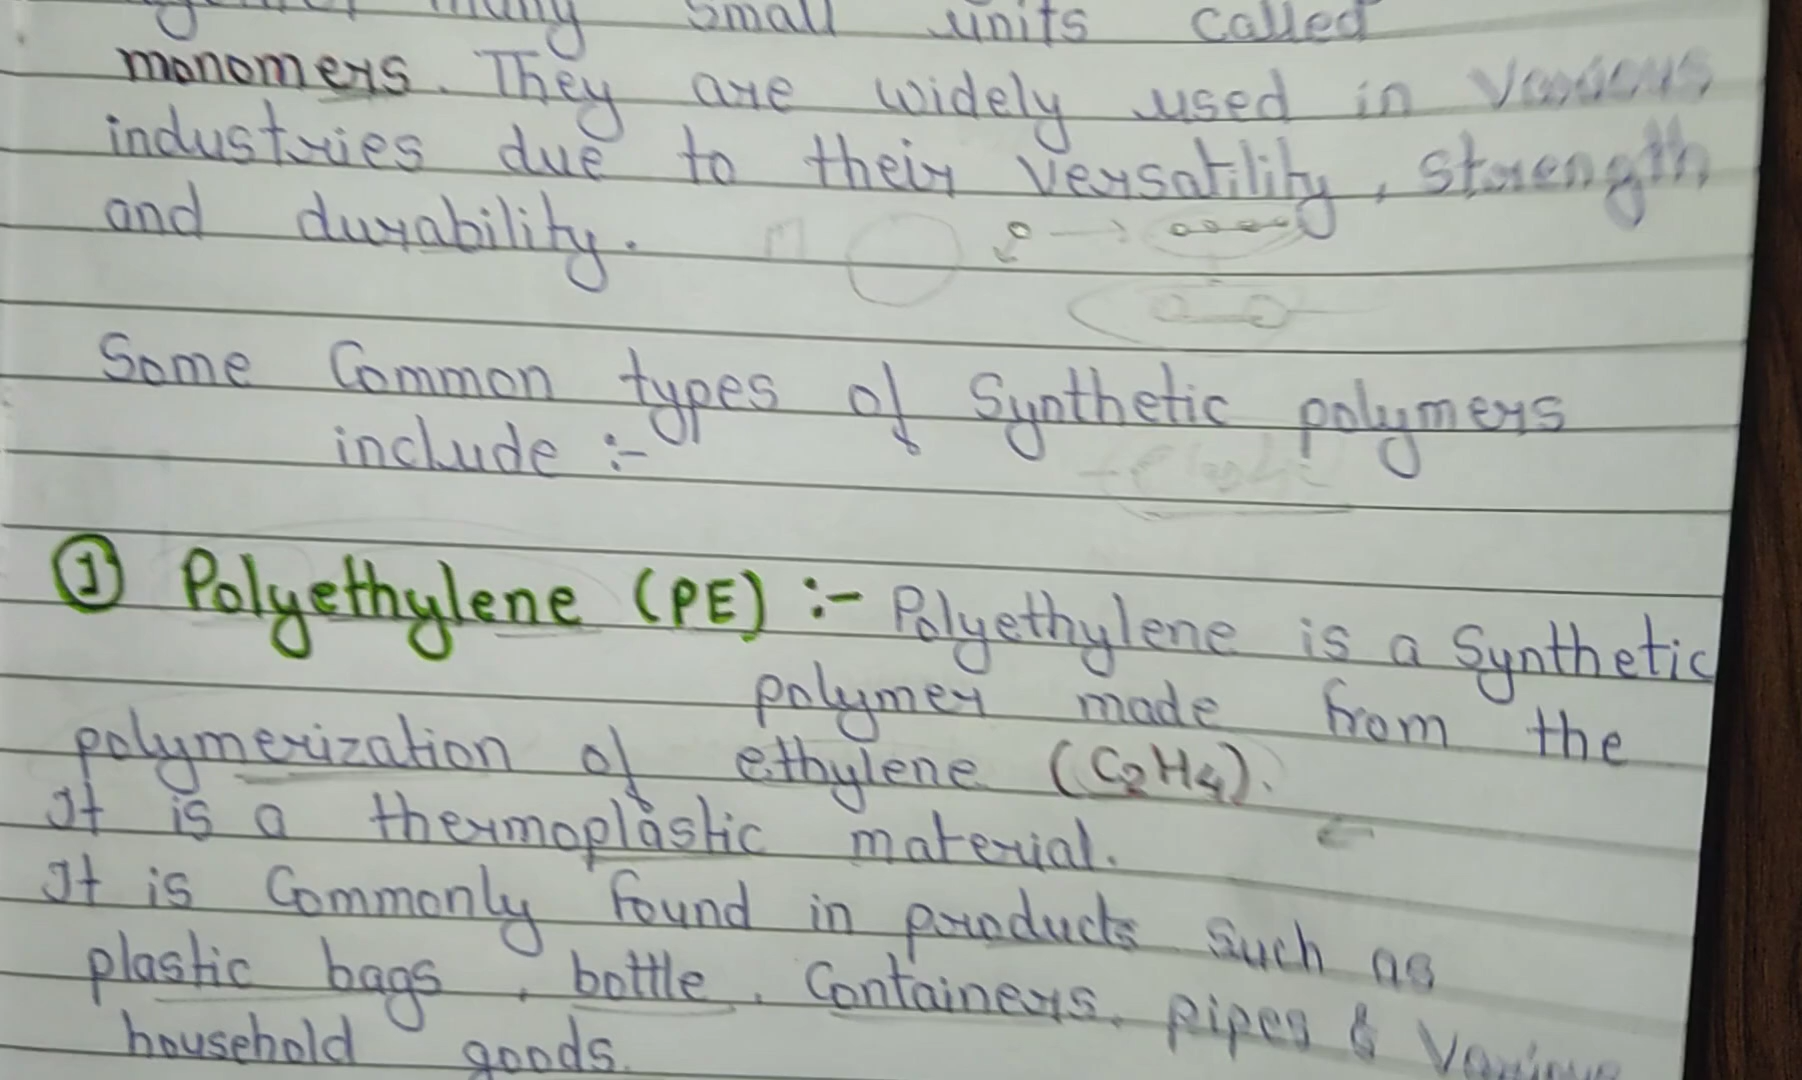 many small units called
monomers. They are widely used in various
industries due to their versatility, strength
and durability.
Some Common types of Synthetic polymers
include :-
① Polyethylene (PE) :- Polyethylene is a Synthetic
polymer made from the
polymerization of ethylene (C2H4).
It is a thermoplastic material.
It is Commonly found in products such as
plastic bags, bottle, Containers, pipes & Various
household goods.